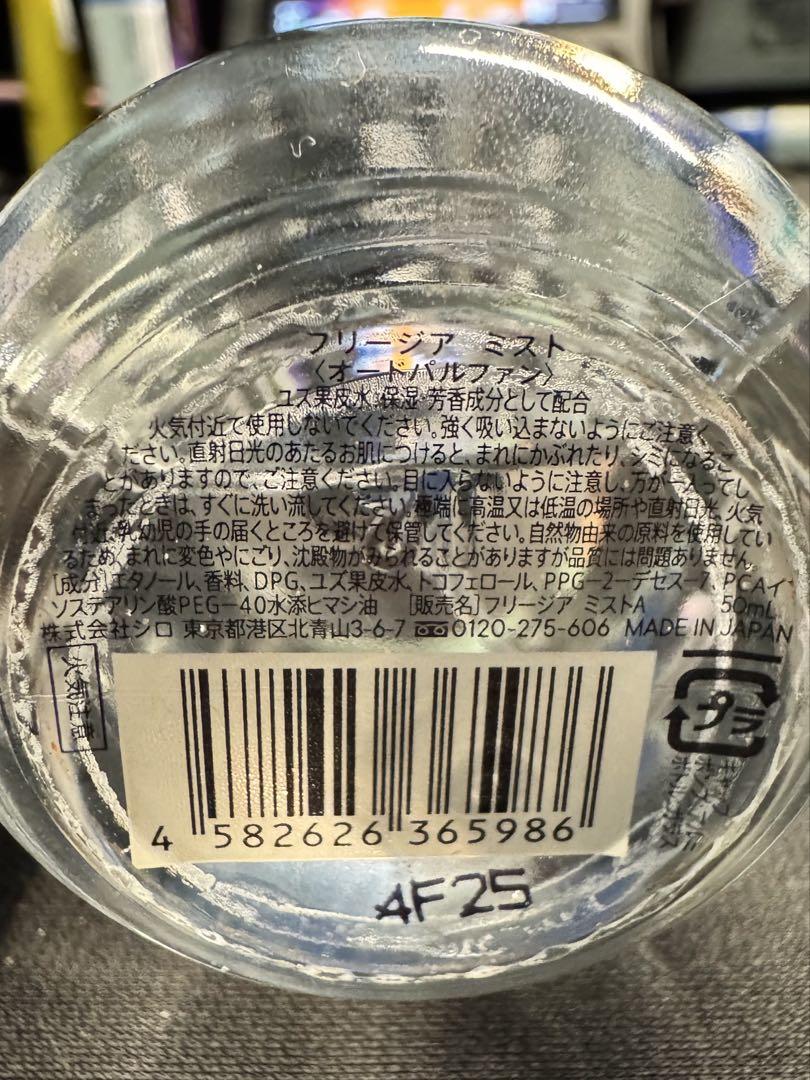 フリージア ミスト
〈オードパルファン〉
ユズ果皮水:保湿・芳香成分として配合
火気付近で使用しないでください。強く吸い込まないようにご注意く
ださい。直射日光のあたるお肌につけると、まれにかぶれたり、シミになるこ
とがありますので、ご注意ください。目に入らないように注意し、万が一入ってし
まったときは、すぐに洗い流してください。極端に高温又は低温の場所や直射日光、火気
付近、乳幼児の手の届くところを避けて保管してください。自然物由来の原料を使用してい
るため、まれに変色やにごり、沈殿物がみられることがありますが品質には問題ありません。
[成分]エタノール、香料、DPG、ユズ果皮水、トコフェロール、PPG-2-デセス-7、PCAイ
ソステアリン酸PEG-40水添ヒマシ油 [販売名]フリージア ミストA 50mL
株式会社シロ 東京都港区北青山3-6-7 0120-275-606 MADE IN JAPAN
火気注意
プラ
4 582626 365986
4F25